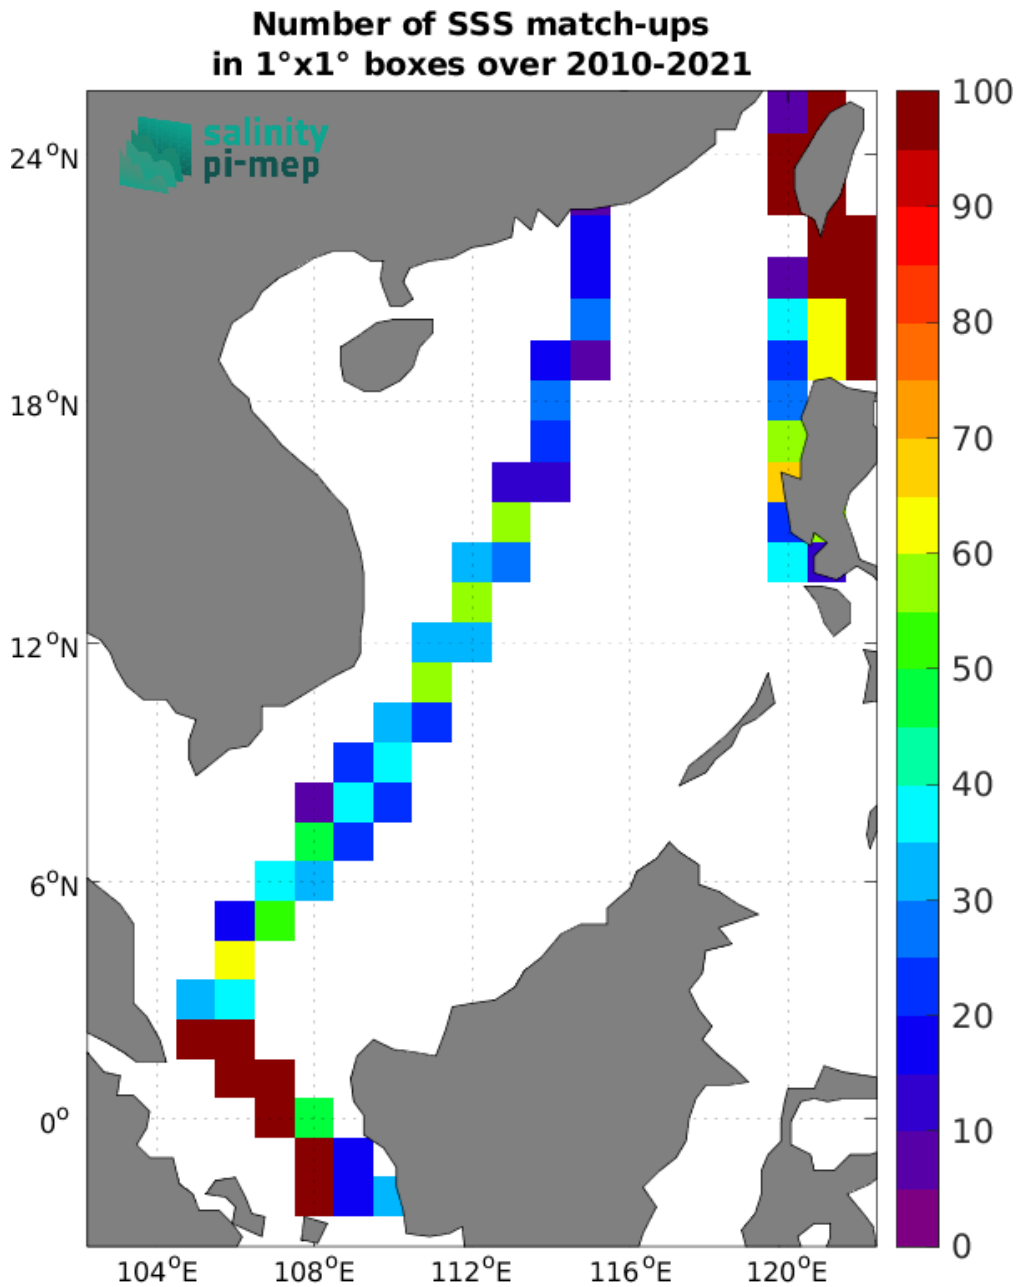 Number of SSS match-ups
in 1°x1° boxes over 2010-2021
salinity
pi-mep
24°N
18°N
12°N
6°N
0°
104°E
108°E
112°E
116°E
120°E
100
90
80
70
60
50
40
30
20
10
0